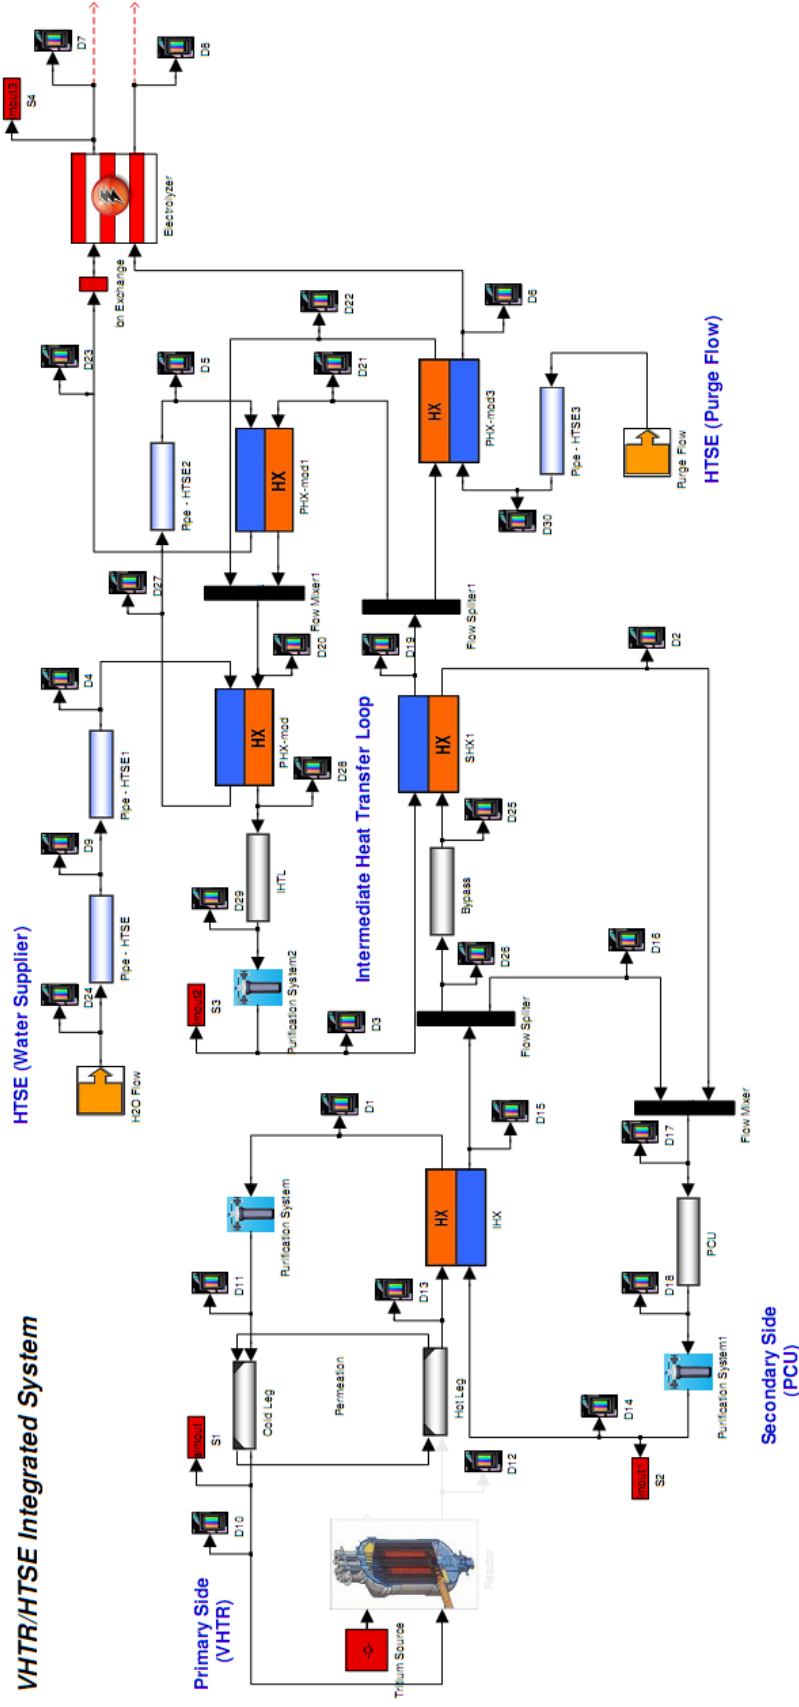 VHTR/HTSE Integrated System
HTSE (Water Supplier)
H2O Flow
D24
Pipe - HTSE
D9
Pipe - HTSE1
D4
D27
Pipe - HTSE2
D5
D23
Ion Exchange
Electrolyzer
S4
D7
D8
Primary Side
(VHTR)
D10
S1
Cold Leg
D11
Purification System
D1
Permeation
Tritium Source
-C-
Reactor
D12
Hot Leg
D13
HX
IHX
D15
S3
D3
Purification System2
D29
IHTL
D28
HX
PHX-mod
D20
Flow Mixer1
HX
PHX-mod1
D21
D22
Intermediate Heat Transfer Loop
Flow Spliter
D26
Bypass
D25
HX
SHX1
D19
Flow Spliter1
HX
PHX-mod3
D6
D30
Pipe - HTSE3
Purge Flow
HTSE (Purge Flow)
D2
D16
Flow Mixer
D17
PCU
D18
Purification System1
D14
S2
Secondary Side
(PCU)